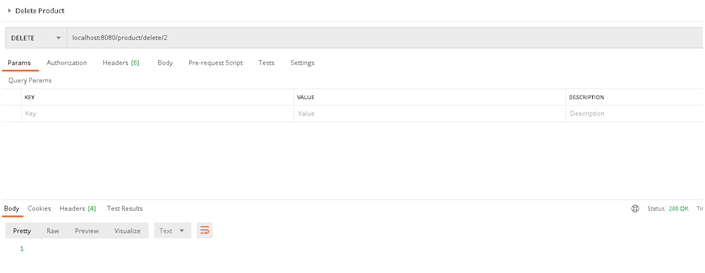 Delete Product
DELETE localhost:8080/product/delete/2
Params Authorization Headers (6) Body Pre-request Script Tests Settings
Query Params
KEY VALUE DESCRIPTION
Key Value Description
Body Cookies Headers (4) Test Results Status: 200 OK Ti
Pretty Raw Preview Visualize Text
1